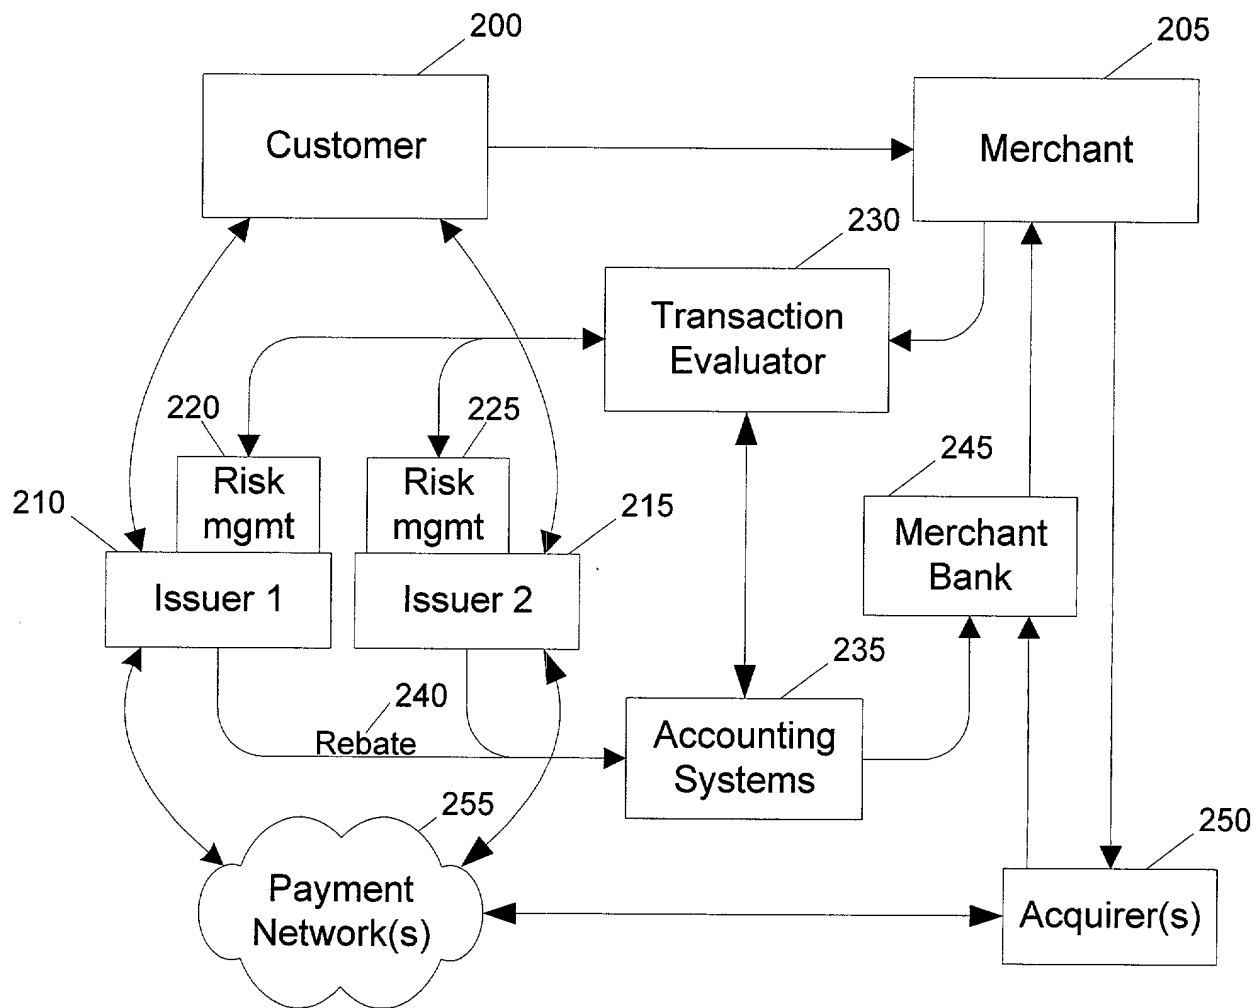 200
205
Customer
Merchant
230
Transaction
Evaluator
220
225
Risk
mgmt
Risk
mgmt
210
215
245
Merchant
Bank
Issuer 1
Issuer 2
235
240
Rebate
Accounting
Systems
255
250
Payment
Network(s)
Acquirer(s)